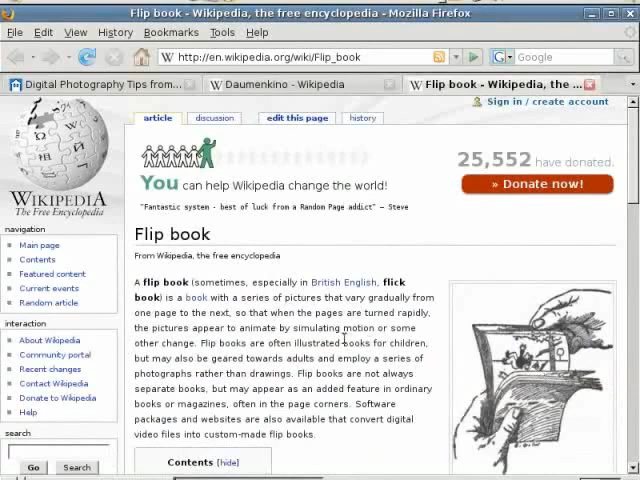 Flip book - Wikipedia, the free encyclopedia - Mozilla Firefox
File Edit View History Bookmarks Tools Help
http://en.wikipedia.org/wiki/Flip_book
Google
Digital Photography Tips from...
Daumenkino - Wikipedia
Flip book - Wikipedia, the ...
Sign in / create account
article discussion edit this page history
25,552 have donated.
You can help Wikipedia change the world!
» Donate now!
"Fantastic system - best of luck from a Random Page addict" — Steve
WIKIPEDIA
The Free Encyclopedia
navigation
Main page
Contents
Featured content
Current events
Random article
interaction
About Wikipedia
Community portal
Recent changes
Contact Wikipedia
Donate to Wikipedia
Help
search
Go Search
Flip book
From Wikipedia, the free encyclopedia
A flip book (sometimes, especially in British English, flick
book) is a book with a series of pictures that vary gradually from
one page to the next, so that when the pages are turned rapidly,
the pictures appear to animate by simulating motion or some
other change. Flip books are often illustrated books for children,
but may also be geared towards adults and employ a series of
photographs rather than drawings. Flip books are not always
separate books, but may appear as an added feature in ordinary
books or magazines, often in the page corners. Software
packages and websites are also available that convert digital
video files into custom-made flip books.
Contents [hide]